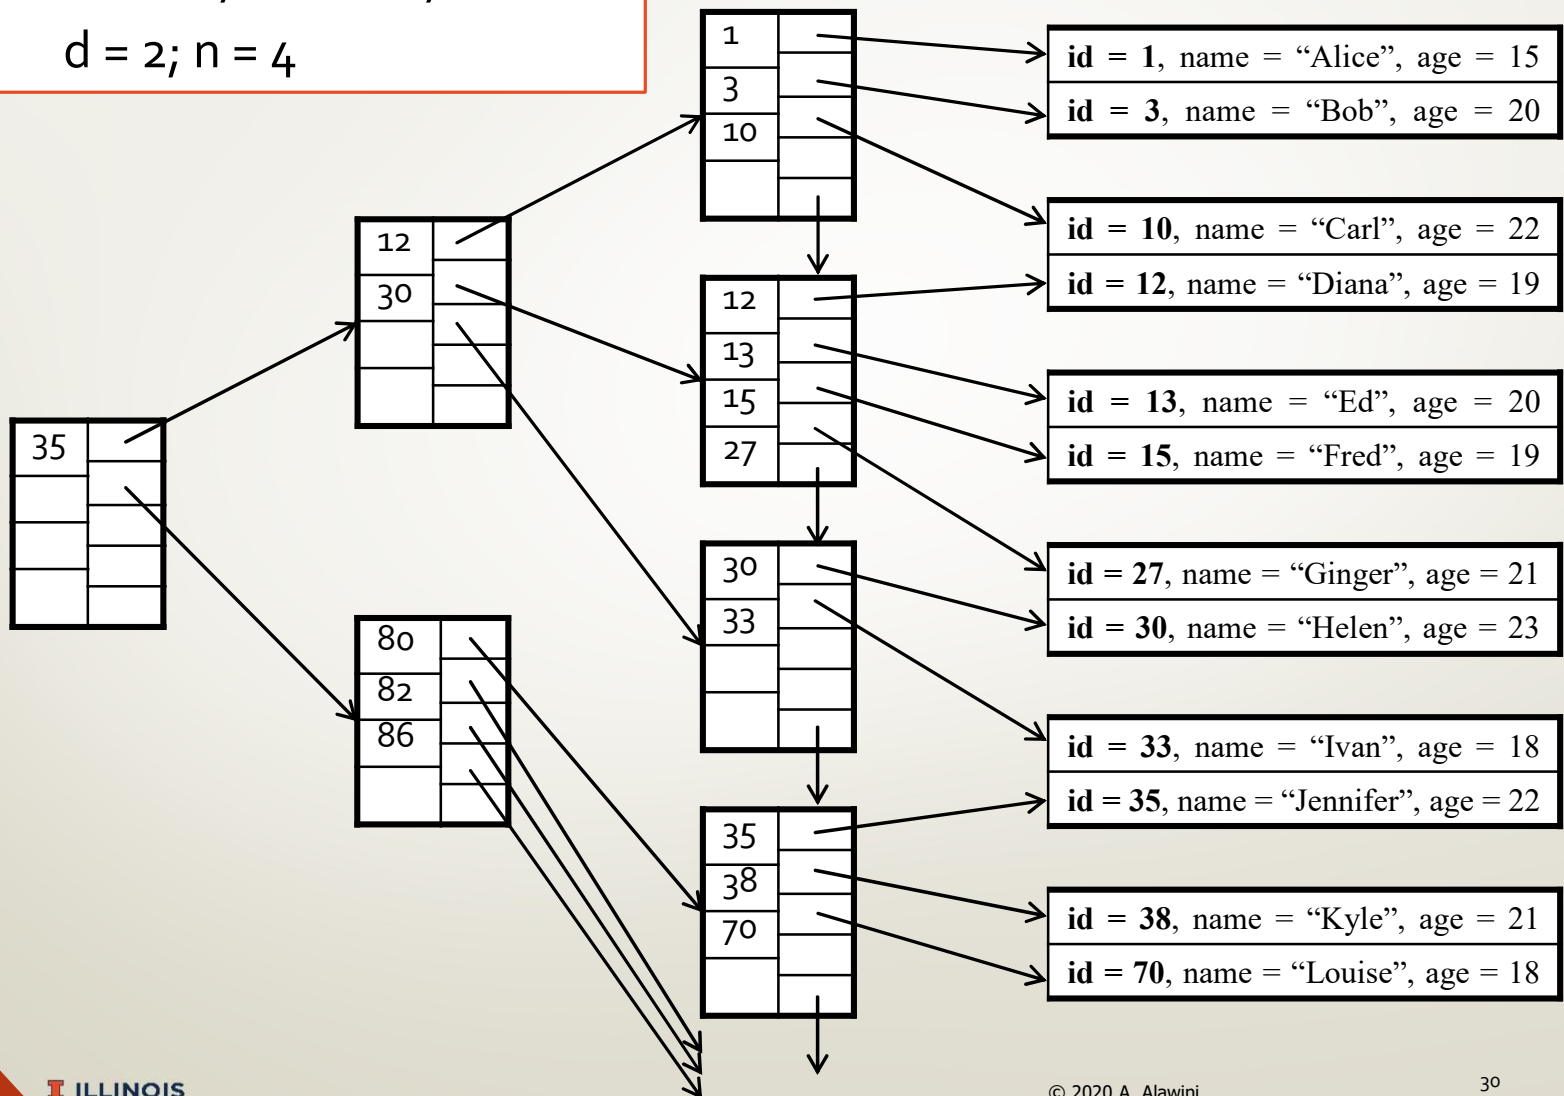 d = 2; n = 4
35
12
30
80
82
86
1
3
10
12
13
15
27
30
33
35
38
70
id = 1, name = “Alice”, age = 15
id = 3, name = “Bob”, age = 20
id = 10, name = “Carl”, age = 22
id = 12, name = “Diana”, age = 19
id = 13, name = “Ed”, age = 20
id = 15, name = “Fred”, age = 19
id = 27, name = “Ginger”, age = 21
id = 30, name = “Helen”, age = 23
id = 33, name = “Ivan”, age = 18
id = 35, name = “Jennifer”, age = 22
id = 38, name = “Kyle”, age = 21
id = 70, name = “Louise”, age = 18
I ILLINOIS
© 2020 A. Alawini
30